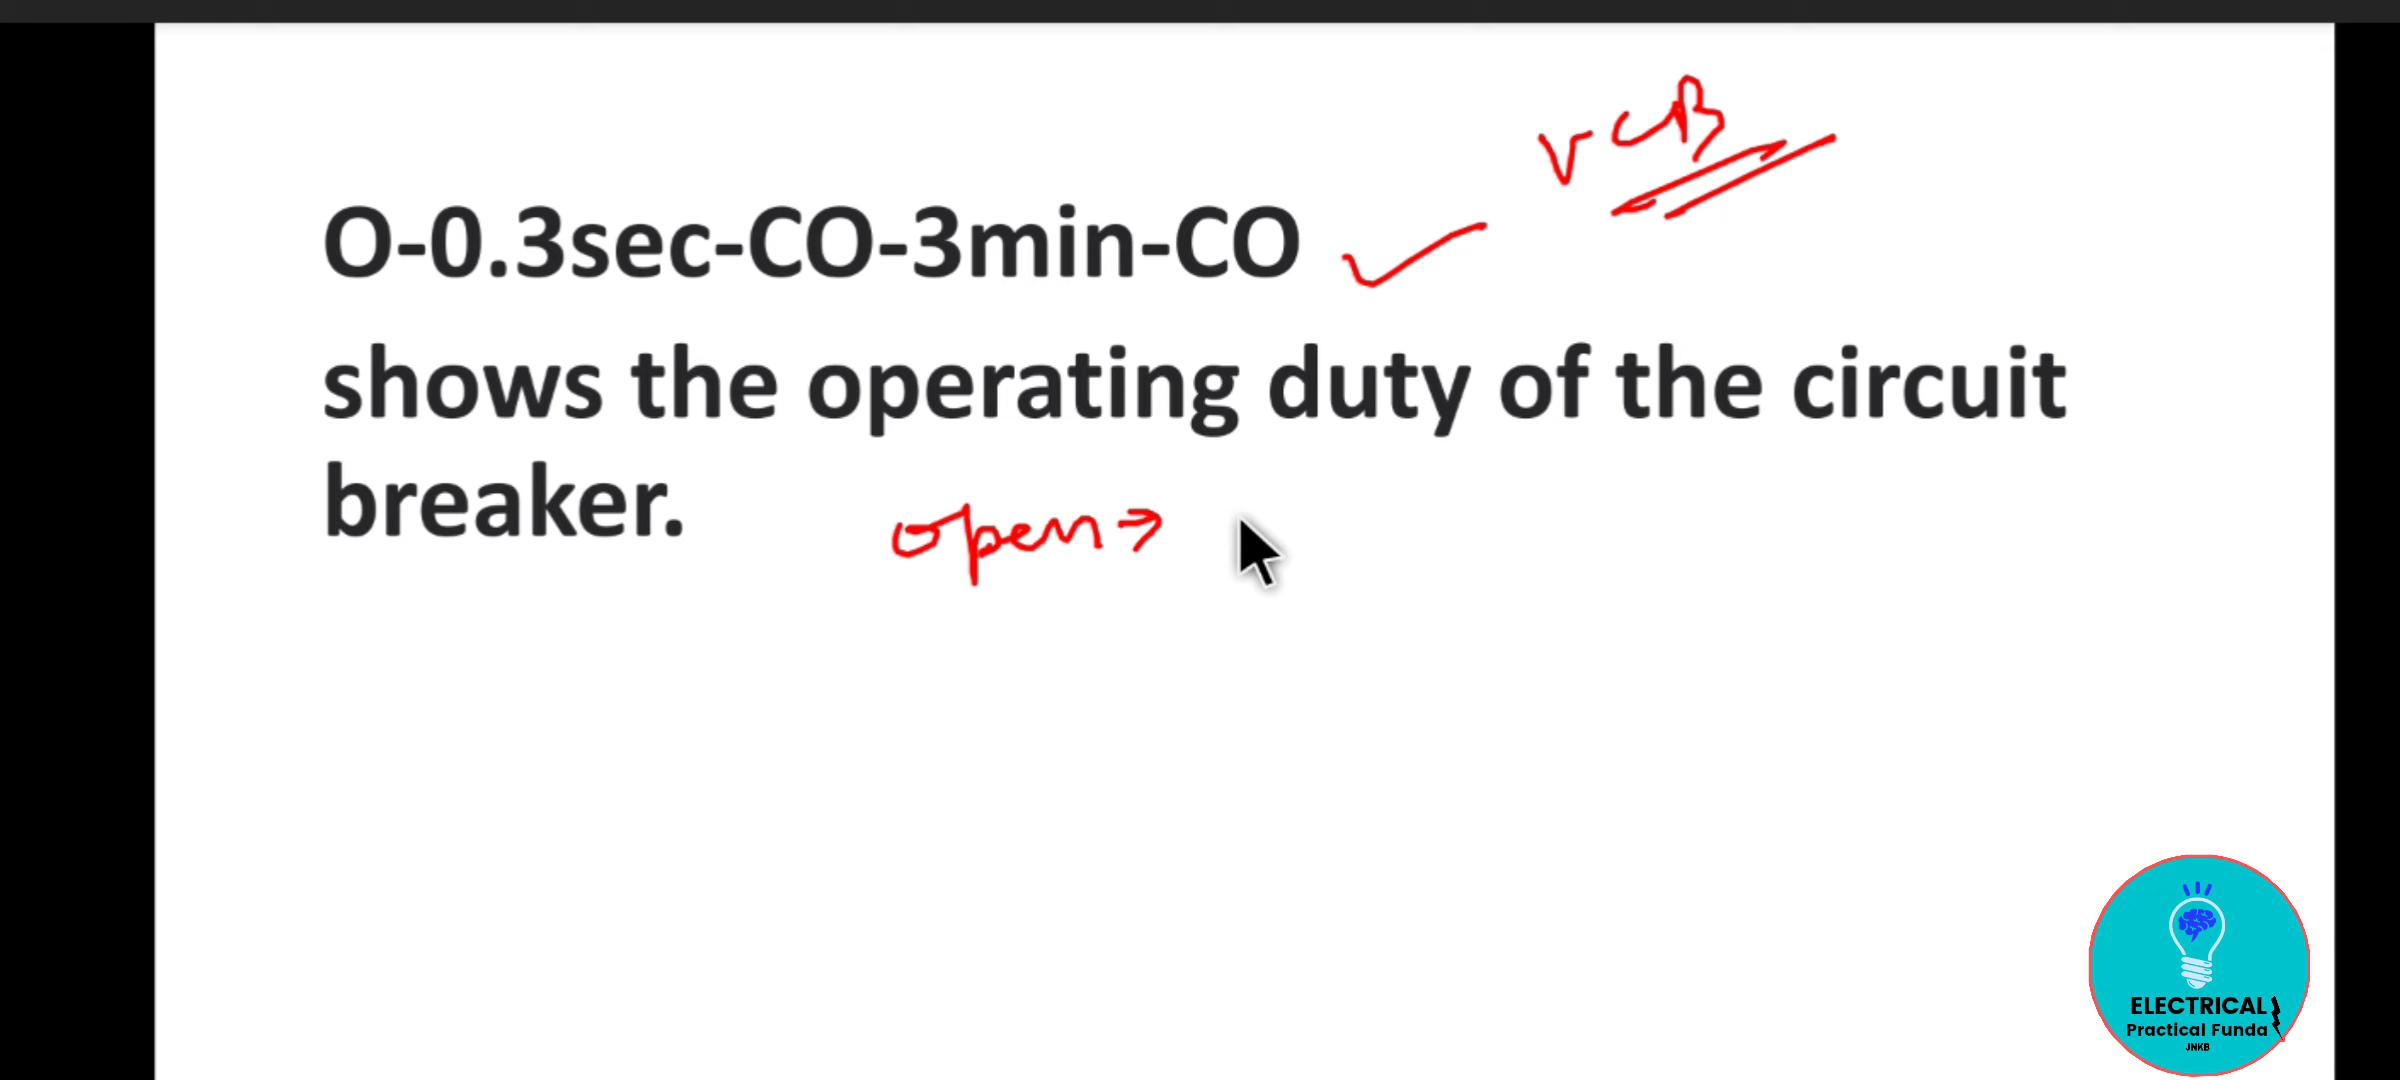 VCB
O-0.3sec-CO-3min-CO
shows the operating duty of the circuit
breaker.
open→
ELECTRICAL
Practical Funda
JNKB